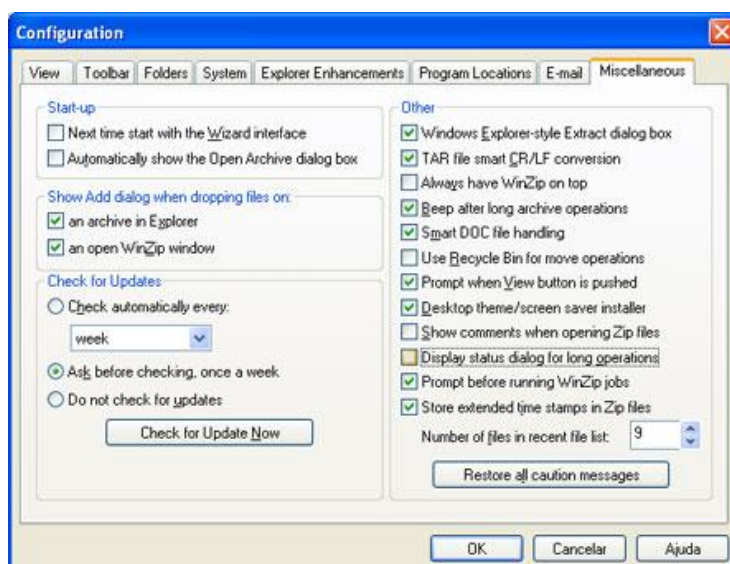 Configuration
View Toolbar Folders System Explorer Enhancements Program Locations E-mail Miscellaneous
Start-up
Next time start with the Wizard interface
Automatically show the Open Archive dialog box
Show Add dialog when dropping files on:
an archive in Explorer
an open WinZip window
Check for Updates
Check automatically every:
week
Ask before checking, once a week
Do not check for updates
Check for Update Now
Other
Windows Explorer-style Extract dialog box
TAR file smart CR/LF conversion
Always have WinZip on top
Beep after long archive operations
Smart DOC file handling
Use Recycle Bin for move operations
Prompt when View button is pushed
Desktop theme/screen saver installer
Show comments when opening Zip files
Display status dialog for long operations
Prompt before running WinZip jobs
Store extended time stamps in Zip files
Number of files in recent file list: 9
Restore all caution messages
OK Cancelar Ajuda